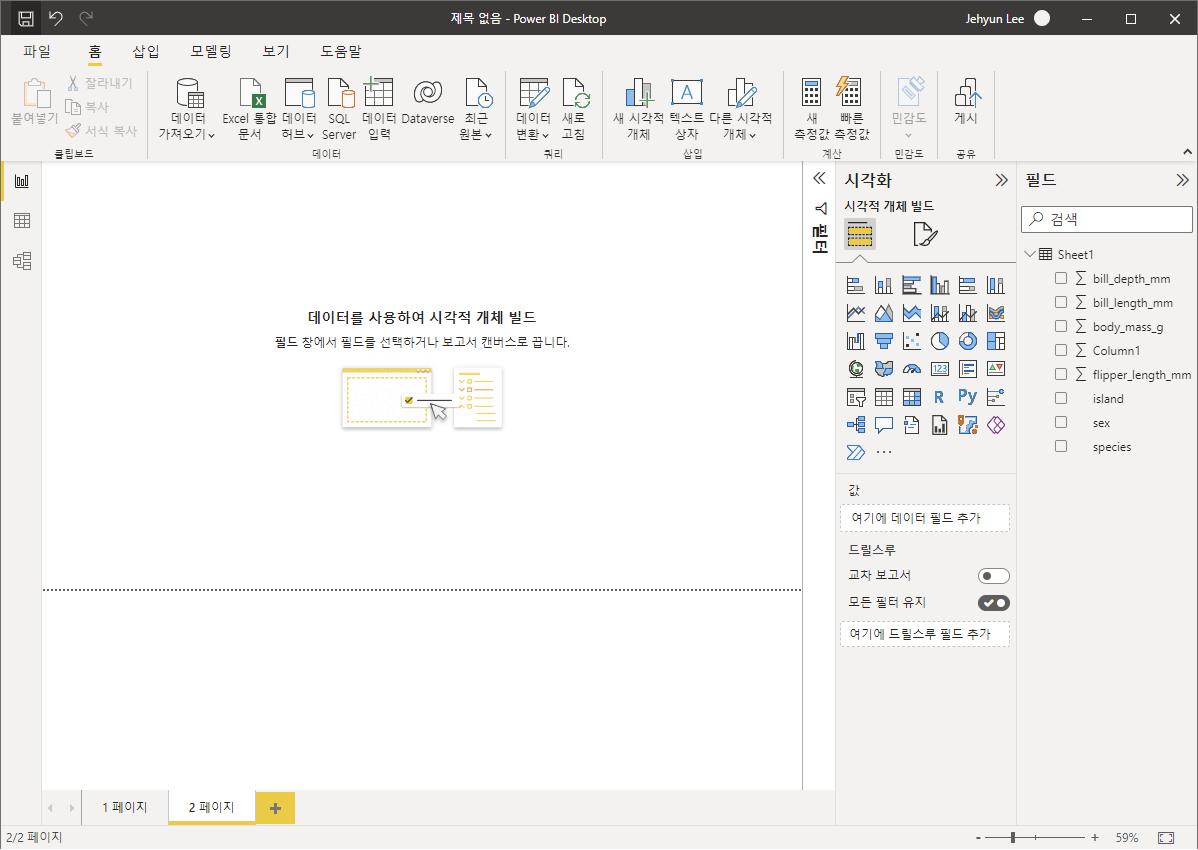 제목 없음 - Power BI Desktop
Jehyun Lee
파일 홈 삽입 모델링 보기 도움말
붙여넣기
잘라내기
복사
서식 복사
클립보드
데이터
가져오기
Excel 통합
문서
데이터
허브
SQL
Server
데이터
입력
Dataverse
최근
원본
데이터
데이터
변환
새로
고침
쿼리
새 시각적
개체
텍스트
상자
다른 시각적
개체
삽입
새
측정값
빠른
측정값
계산
민감도
민감도
게시
공유
데이터를 사용하여 시각적 개체 빌드
필드 창에서 필드를 선택하거나 보고서 캔버스로 끕니다.
필터
시각화
시각적 개체 빌드
123
R
Py
값
여기에 데이터 필드 추가
드릴스루
교차 보고서
모든 필터 유지
여기에 드릴스루 필드 추가
필드
검색
Sheet1
bill_depth_mm
bill_length_mm
body_mass_g
Column1
flipper_length_mm
island
sex
species
1 페이지
2 페이지
2/2 페이지
59%